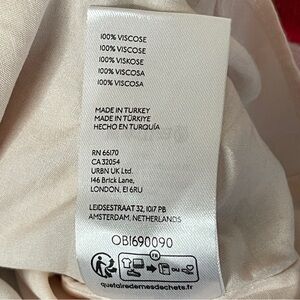 100% VISCOSE
100% VISCOSE
100% VISKOSE
100% VISCOSA
100% VISCOSA
MADE IN TURKEY
MADE IN TÜRKIYE
HECHO EN TURQUÍA
RN 66170
CA 32054
URBN UK Ltd.
146 Brick Lane,
LONDON, E1 6RU
LEIDSESTRAAT 32, 1017 PB
AMSTERDAM, NETHERLANDS
OB1690090
FR
OU
quefairedemesdechets.fr